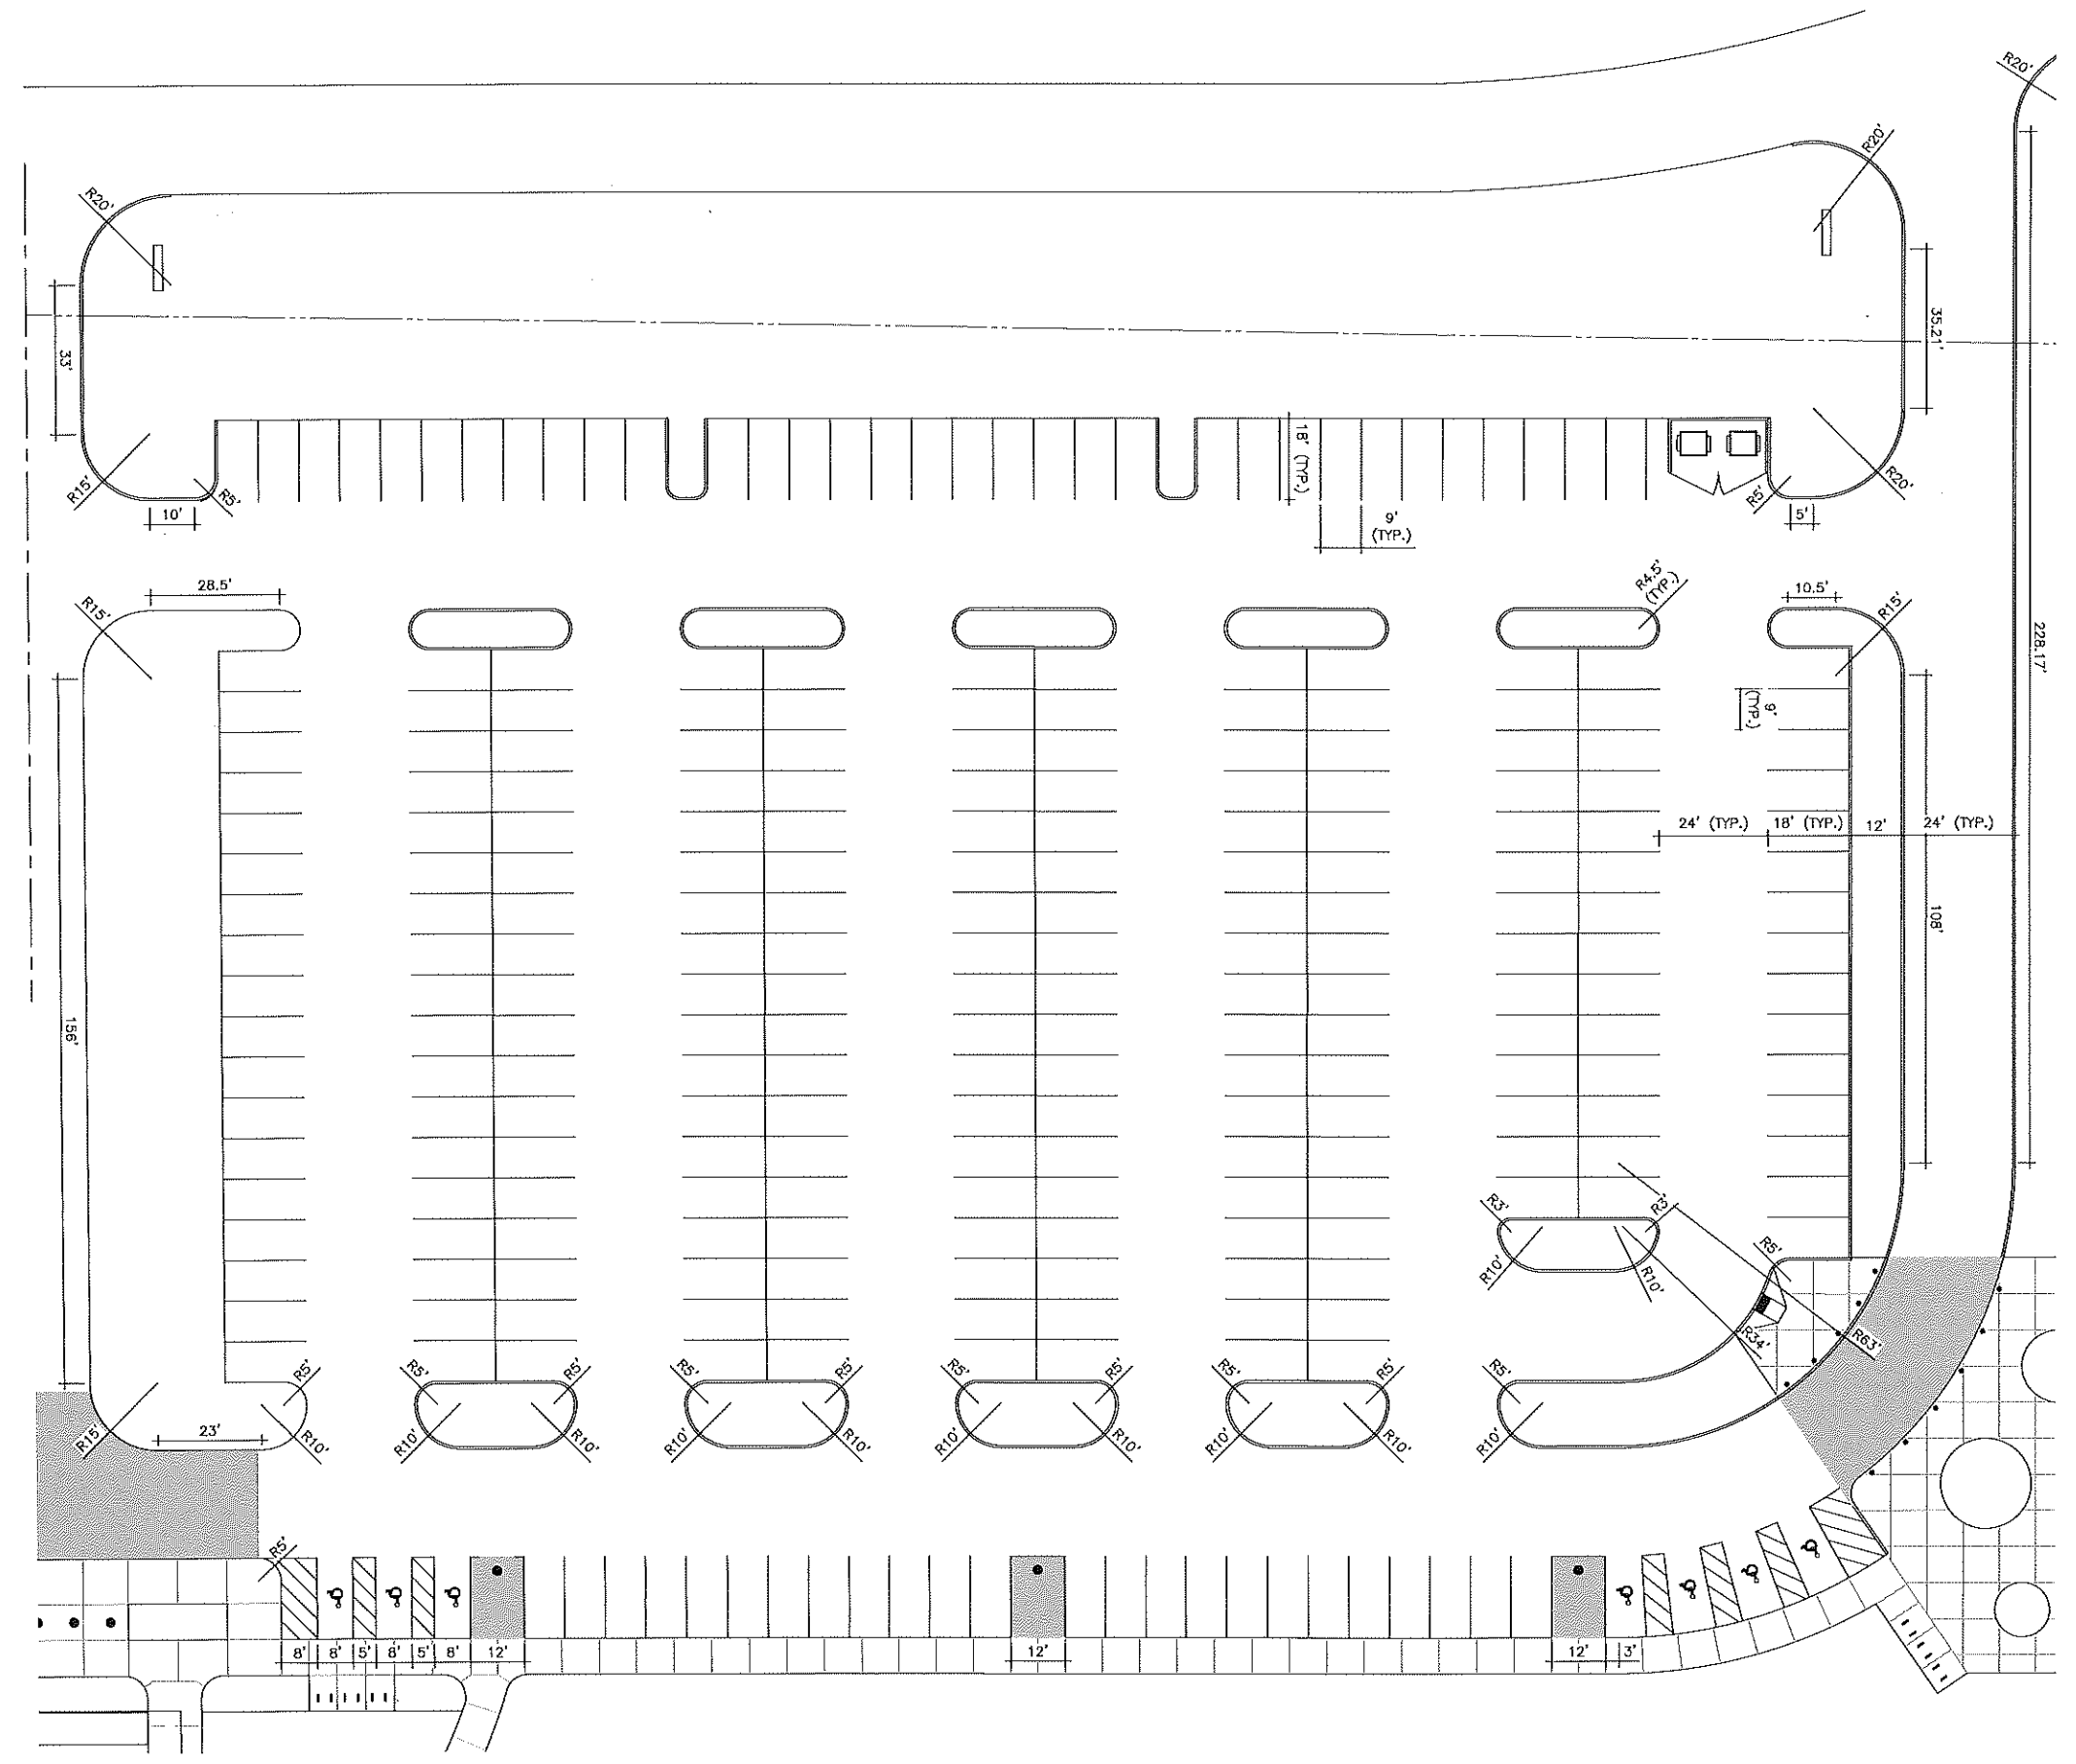 R20'
R20'
R20'
33'
35.21'
R15'
R5'
10'
18' (TYP.)
9'
(TYP.)
R5'
R20'
5'
28.5'
R15'
R4.5'
(TYP.)
10.5'
R15'
228.17'
9'
(TYP.)
24' (TYP.)
18' (TYP.)
12'
24' (TYP.)
108'
156'
R3'
R3'
R10'
R10'
R5'
R34'
R63'
R5'
R5'
R5'
R5'
R5'
R5'
R5'
R5'
R5'
R5'
23'
R15'
R10'
R10'
R10'
R10'
R10'
R10'
R10'
R10'
R10'
R10'
R5'
8'
8'
5'
8'
5'
8'
12'
12'
12'
3'